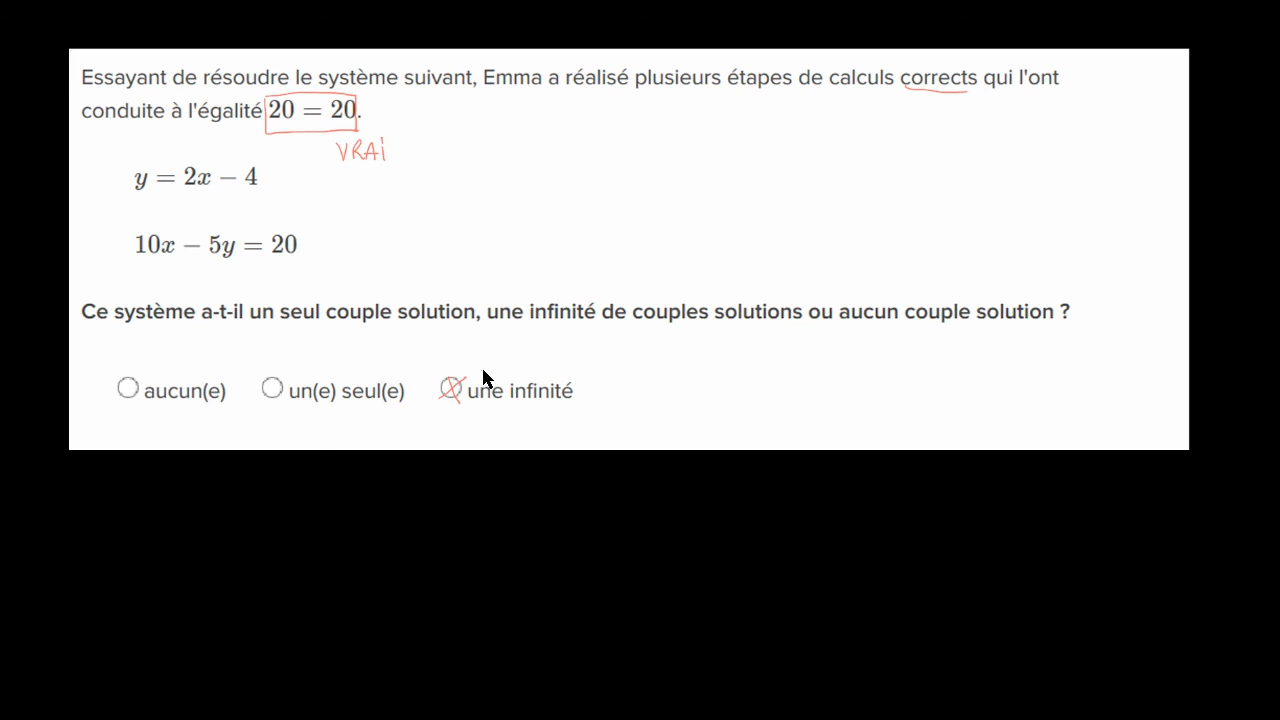 Essayant de résoudre le système suivant, Emma a réalisé plusieurs étapes de calculs corrects qui l'ont
conduite à l'égalité 20 = 20.
VRAi
y = 2x − 4
10x − 5y = 20
Ce système a-t-il un seul couple solution, une infinité de couples solutions ou aucun couple solution ?
aucun(e) un(e) seul(e) une infinité